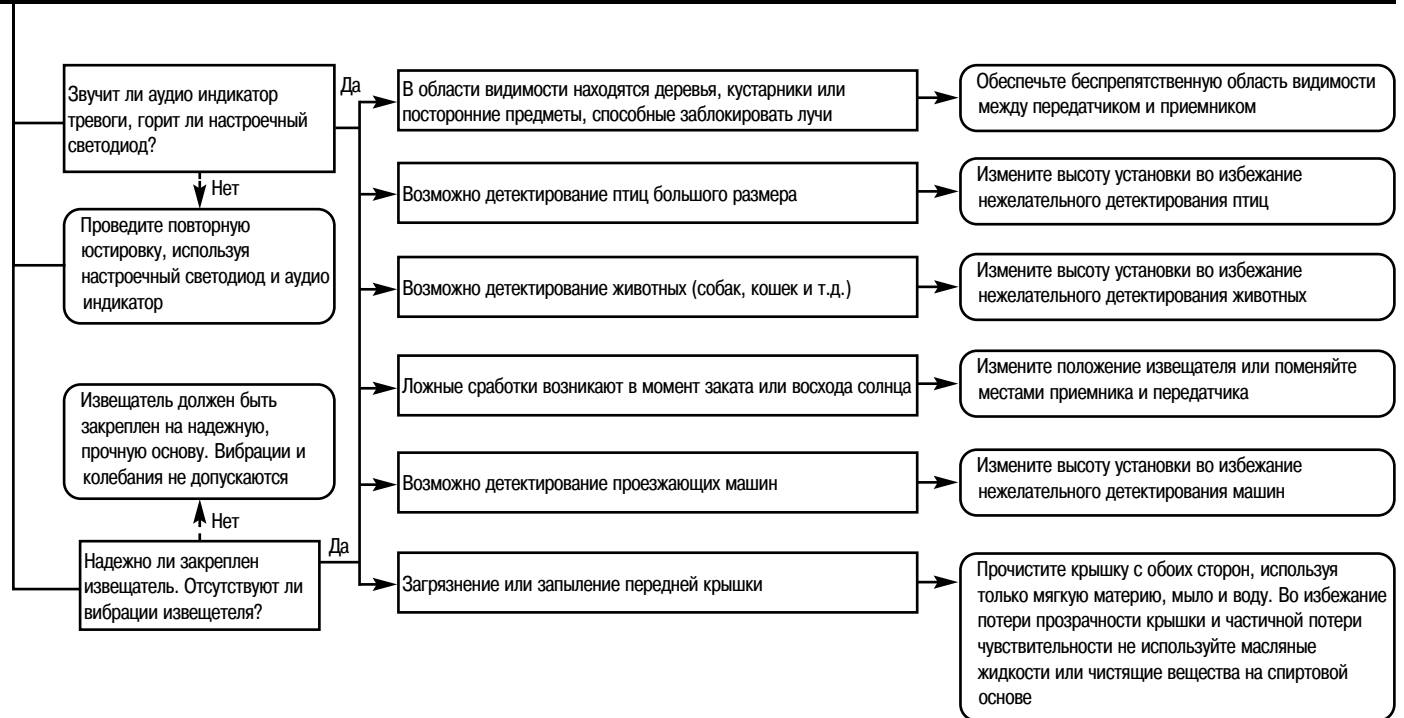 Звучит ли аудио индикатор
тревоги, горит ли настроечный
светодиод?
Да
Нет
Проведите повторную
юстировку, используя
настроечный светодиод и аудио
индикатор
Извещатель должен быть
закреплен на надежную,
прочную основу. Вибрации и
колебания не допускаются
Нет
Надежно ли закреплен
извещатель. Отсутствуют ли
вибрации извещетеля?
Да
В области видимости находятся деревья, кустарники или
посторонние предметы, способные заблокировать лучи
Обеспечьте беспрепятственную область видимости
между передатчиком и приемником
Возможно детектирование птиц большого размера
Измените высоту установки во избежание
нежелательного детектирования птиц
Возможно детектирование животных (собак, кошек и т.д.)
Измените высоту установки во избежание
нежелательного детектирования животных
Ложные сработки возникают в момент заката или восхода солнца
Измените положение извещателя или поменяйте
местами приемника и передатчика
Возможно детектирование проезжающих машин
Измените высоту установки во избежание
нежелательного детектирования машин
Загрязнение или запыление передней крышки
Прочистите крышку с обоих сторон, используя
только мягкую материю, мыло и воду. Во избежание
потери прозрачности крышки и частичной потери
чувствительности не используйте масляные
жидкости или чистящие вещества на спиртовой
основе